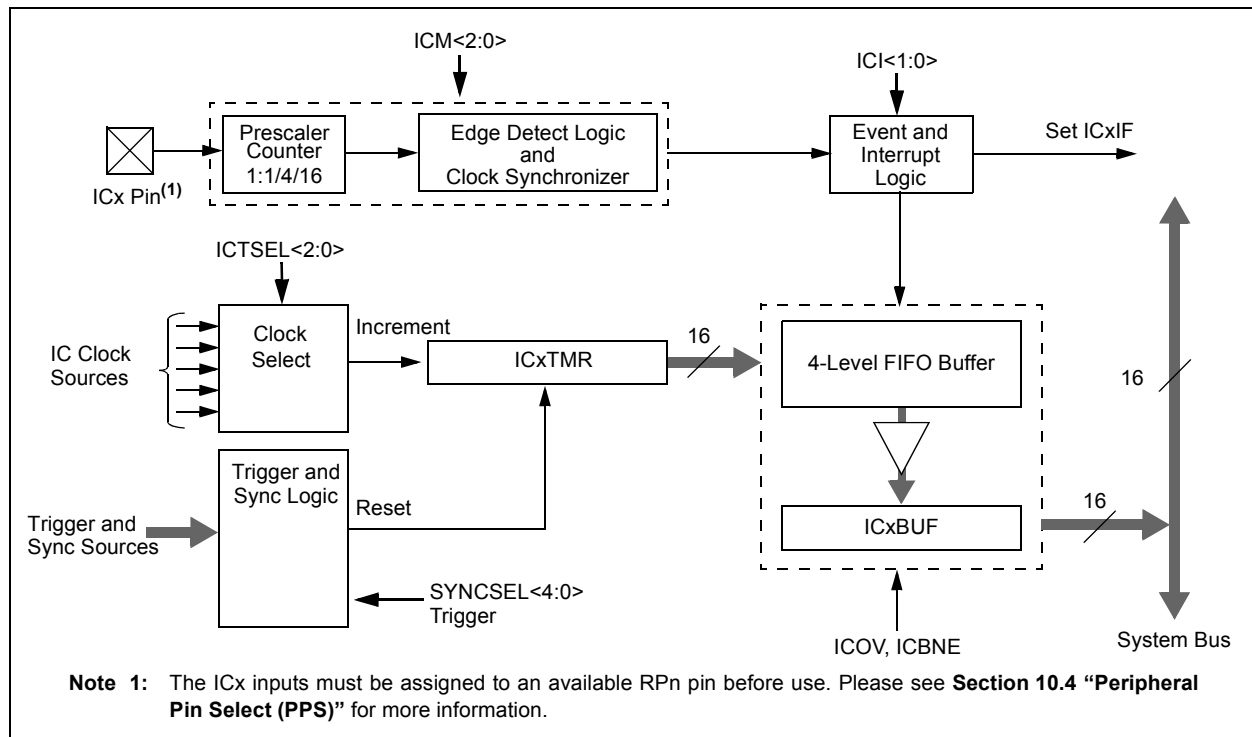 ICM<2:0>
ICI<1:0>
Prescaler
Counter
1:1/4/16
Edge Detect Logic
and
Clock Synchronizer
Event and
Interrupt
Logic
Set ICxIF
ICx Pin(1)
ICTSEL<2:0>
IC Clock
Sources
Clock
Select
Increment
ICxTMR
16
4-Level FIFO Buffer
16
Trigger and
Sync Logic
Reset
Trigger and
Sync Sources
ICxBUF
16
SYNCSEL<4:0>
Trigger
ICOV, ICBNE
System Bus
Note 1: The ICx inputs must be assigned to an available RPn pin before use. Please see Section 10.4 “Peripheral
Pin Select (PPS)” for more information.